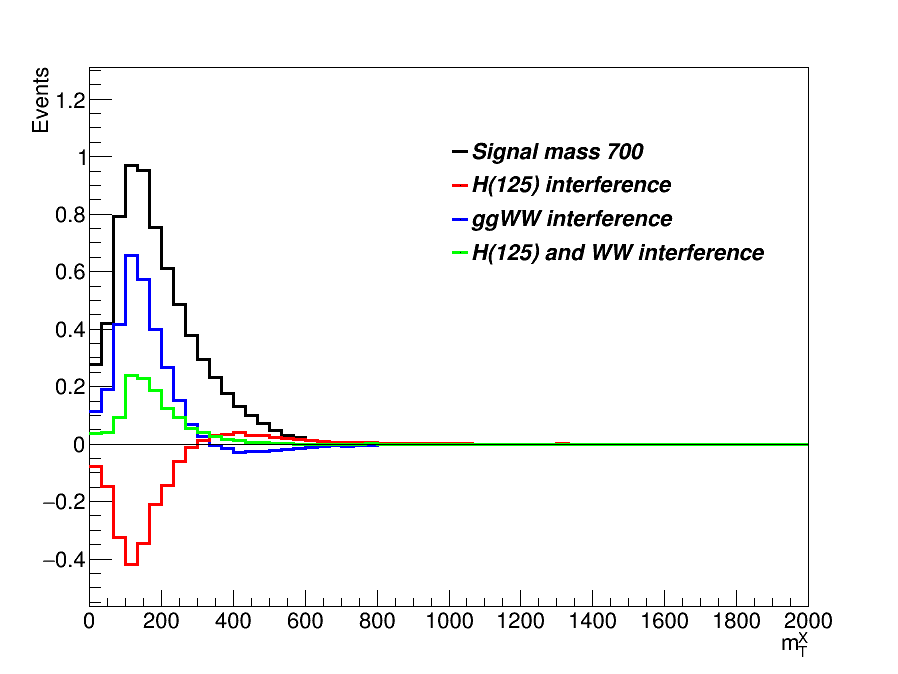 Events
1.2
1
0.8
0.6
0.4
0.2
0
−0.2
−0.4
Signal mass 700
H(125) interference
ggWW interference
H(125) and WW interference
0 200 400 600 800 1000 1200 1400 1600 1800 2000
m_T^X